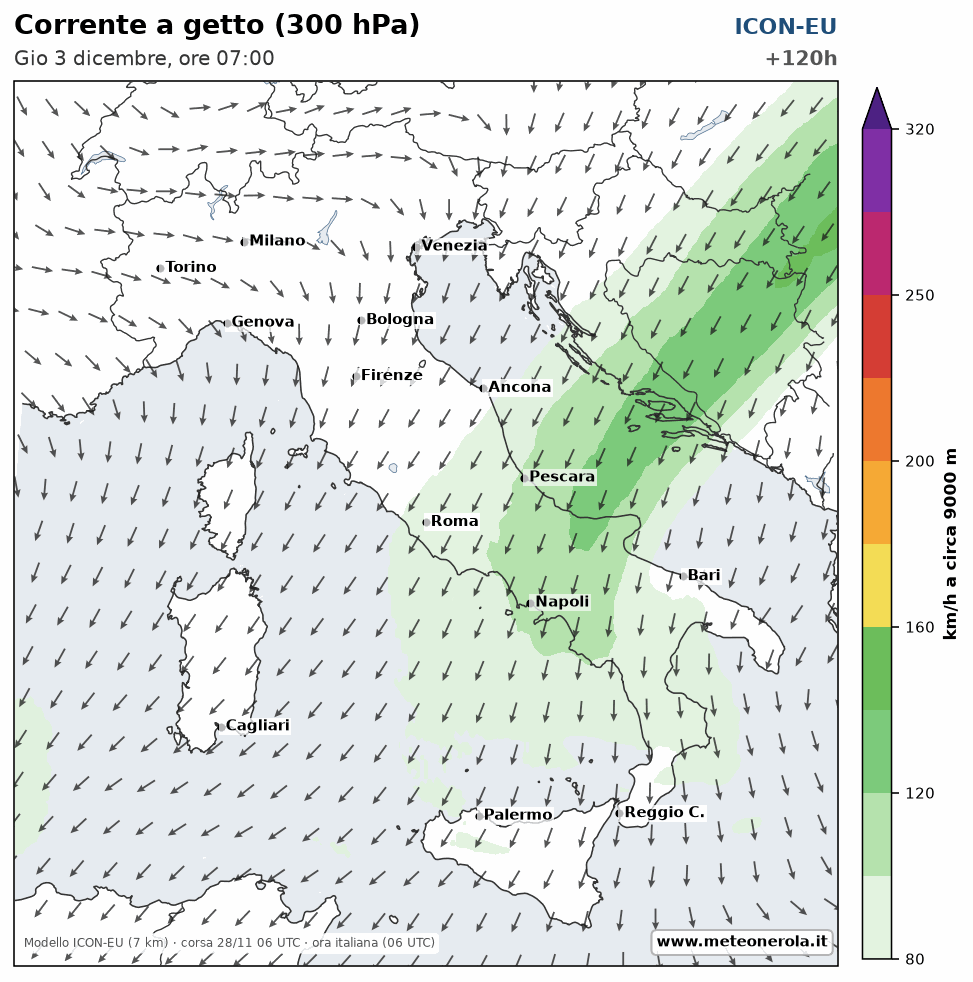 Corrente a getto (300 hPa)
ICON-EU
Gio 3 dicembre, ore 07:00
+120h
Milano
Venezia
Torino
Genova
Bologna
Firenze
Ancona
Pescara
Roma
Bari
Napoli
Cagliari
Palermo
Reggio C.
320
250
200
160
120
80
km/h a circa 9000 m
Modello ICON-EU (7 km) · corsa 28/11 06 UTC · ora italiana (06 UTC)
www.meteonerola.it